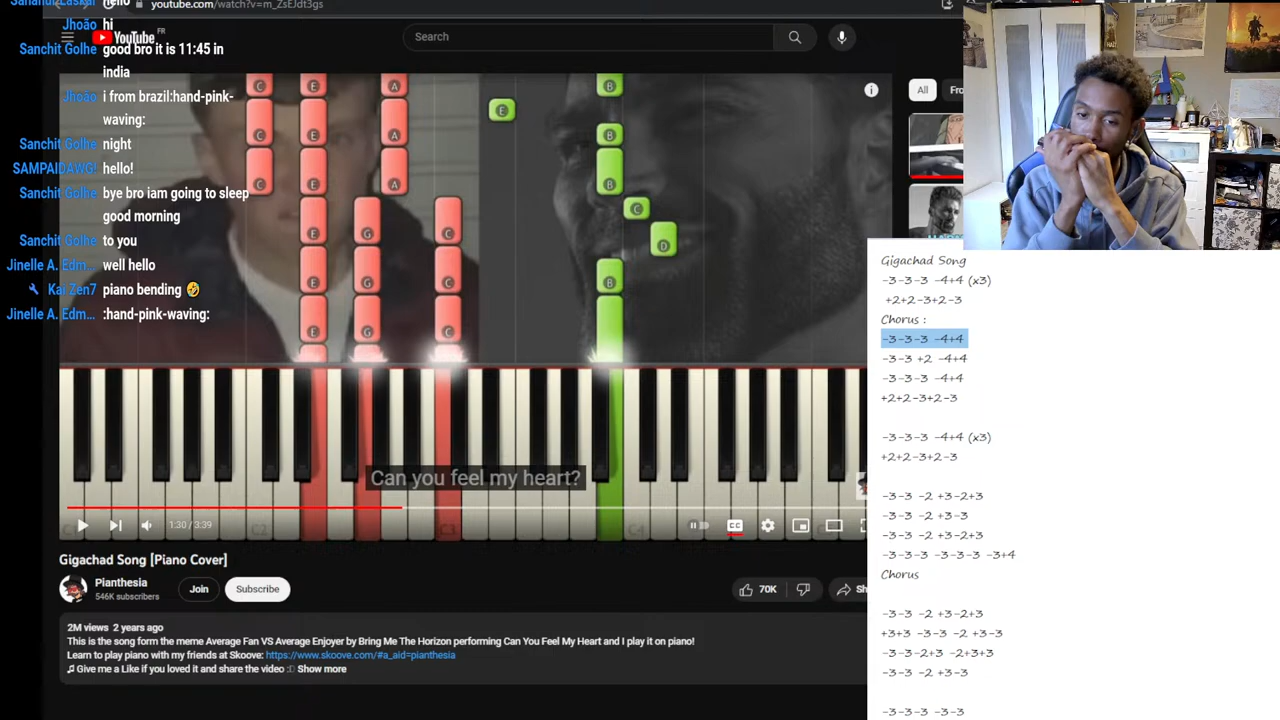 youtube.com/watch?v=m_ZsEJdt3gs
hello
Jhoão hi
Sanchit Golhe good bro it is 11:45 in
india
Jhoão i from brazil:hand-pink-
waving:
Sanchit Golhe night
SAMPAIDAWG! hello!
Sanchit Golhe bye bro iam going to sleep
good morning
Sanchit Golhe to you
Jinelle A. Edm... well hello
Kai Zen7 piano bending 🤣
Jinelle A. Edm... :hand-pink-waving:
YouTube FR
Search
All
C E A B
E
C E A B
C E A B
C
E G C
D
E G C B
E G C
Can you feel my heart?
1:30 / 3:39
CC
Gigachad Song [Piano Cover]
Pianthesia
546K subscribers
Join
Subscribe
70K
2M views 2 years ago
This is the song form the meme Average Fan VS Average Enjoyer by Bring Me The Horizon performing Can You Feel My Heart and I play it on piano!
Learn to play piano with my friends at Skoove: https://www.skoove.com/#a_aid=pianthesia
♫ Give me a Like if you loved it and share the video :) Show more
Gigachad Song
-3-3-3 -4+4 (x3)
+2+2-3+2-3
Chorus :
-3-3-3 -4+4
-3-3 +2 -4+4
-3-3-3 -4+4
+2+2-3+2-3
-3-3-3 -4+4 (x3)
+2+2-3+2-3
-3-3 -2 +3-2+3
-3-3 -2 +3-3
-3-3 -2 +3-2+3
-3-3-3 -3-3-3 -3+4
Chorus
-3-3 -2 +3-2+3
+3+3 -3-3 -2 +3-3
-3-3-2+3 -2+3+3
-3-3 -2 +3-3
-3-3-3 -3-3